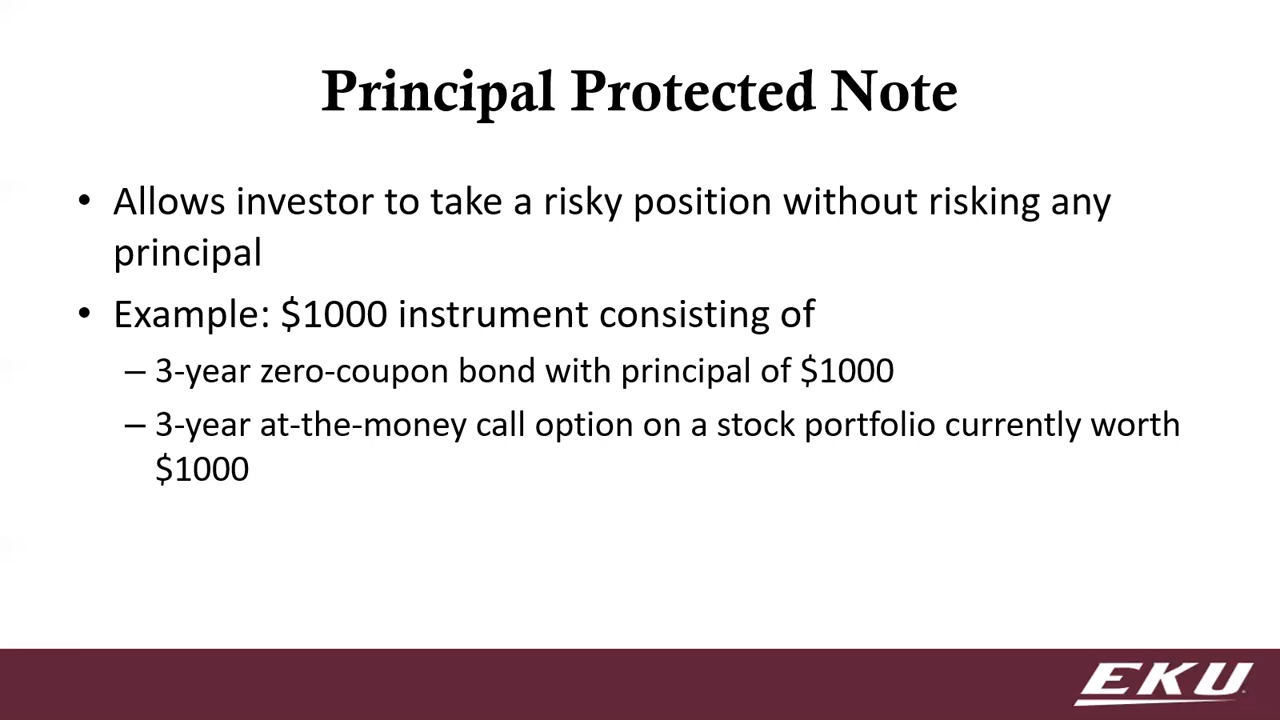 Principal Protected Note
• Allows investor to take a risky position without risking any
principal
• Example: $1000 instrument consisting of
– 3-year zero-coupon bond with principal of $1000
– 3-year at-the-money call option on a stock portfolio currently worth
$1000
EKU